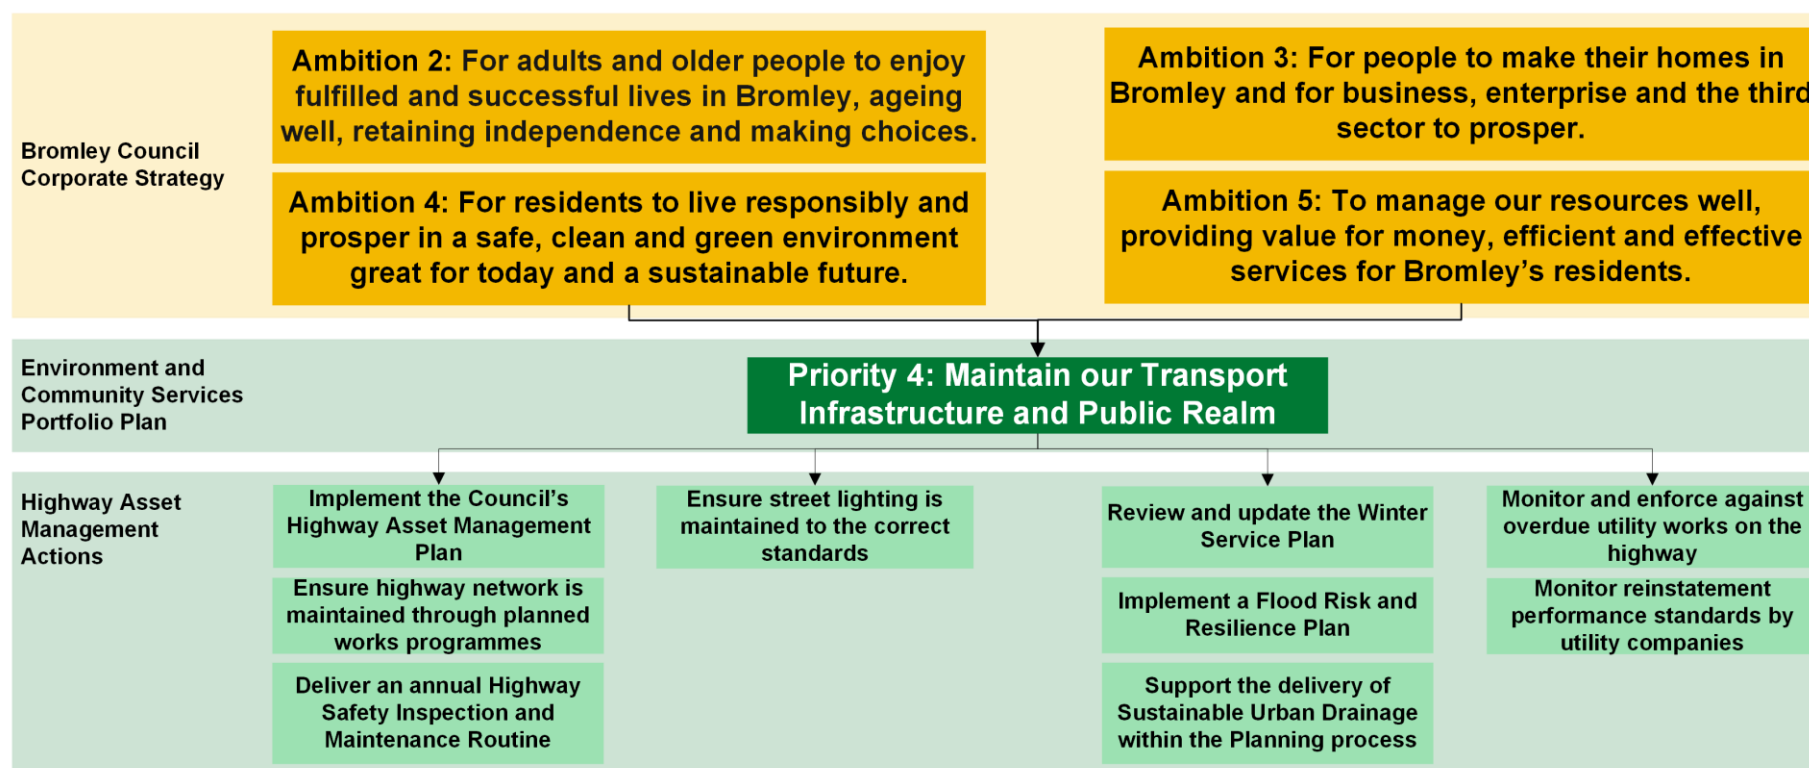 Bromley Council
Corporate Strategy
Ambition 2: For adults and older people to enjoy
fulfilled and successful lives in Bromley, ageing
well, retaining independence and making choices.
Ambition 3: For people to make their homes in
Bromley and for business, enterprise and the third
sector to prosper.
Ambition 4: For residents to live responsibly and
prosper in a safe, clean and green environment
great for today and a sustainable future.
Ambition 5: To manage our resources well,
providing value for money, efficient and effective
services for Bromley’s residents.
Environment and
Community Services
Portfolio Plan
Priority 4: Maintain our Transport
Infrastructure and Public Realm
Highway Asset
Management
Actions
Implement the Council’s
Highway Asset Management
Plan
Ensure highway network is
maintained through planned
works programmes
Deliver an annual Highway
Safety Inspection and
Maintenance Routine
Ensure street lighting is
maintained to the correct
standards
Review and update the Winter
Service Plan
Implement a Flood Risk and
Resilience Plan
Support the delivery of
Sustainable Urban Drainage
within the Planning process
Monitor and enforce against
overdue utility works on the
highway
Monitor reinstatement
performance standards by
utility companies